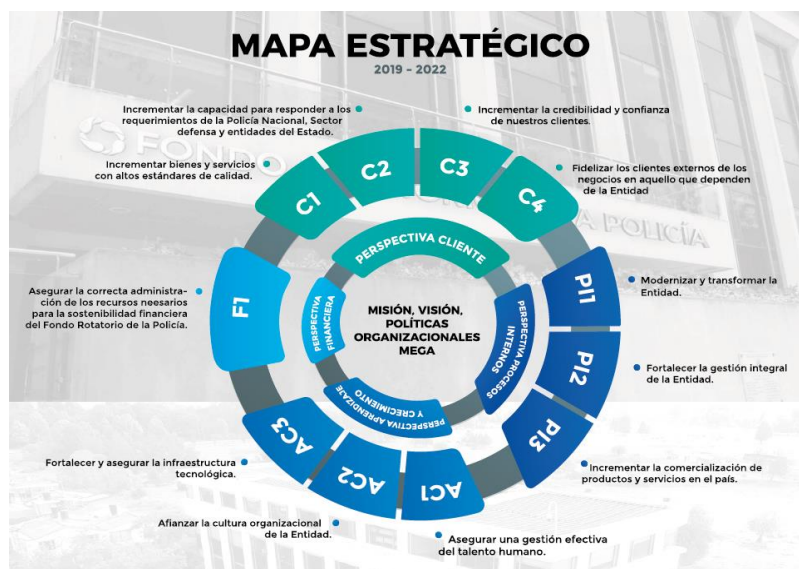 MAPA ESTRATÉGICO
2019 - 2022
Incrementar la capacidad para responder a los
requerimientos de la Policía Nacional, Sector
defensa y entidades del Estado.
Incrementar la credibilidad y confianza
de nuestros clientes.
Incrementar bienes y servicios
con altos estándares de calidad.
Fidelizar los clientes externos de los
negocios en aquello que dependen
de la Entidad
FONDO
POLICÍA
C1
C2
C3
C4
PERSPECTIVA CLIENTE
Asegurar la correcta administra-
ción de los recursos neesarios
para la sostenibilidad financiera
del Fondo Rotatorio de la Policía.
F1
PERSPECTIVA
FINANCIERA
MISIÓN, VISIÓN,
POLÍTICAS
ORGANIZACIONALES
MEGA
PERSPECTIVA PROCESOS
INTERNOS
PI1
Modernizar y transformar la
Entidad.
PI2
Fortalecer la gestión integral
de la Entidad.
PI3
Incrementar la comercialización de
productos y servicios en el país.
PERSPECTIVA APRENDIZAJE
Y CRECIMIENTO
AC3
AC2
AC1
Fortalecer y asegurar la infraestructura
tecnológica.
Afianzar la cultura organizacional
de la Entidad.
Asegurar una gestión efectiva
del talento humano.